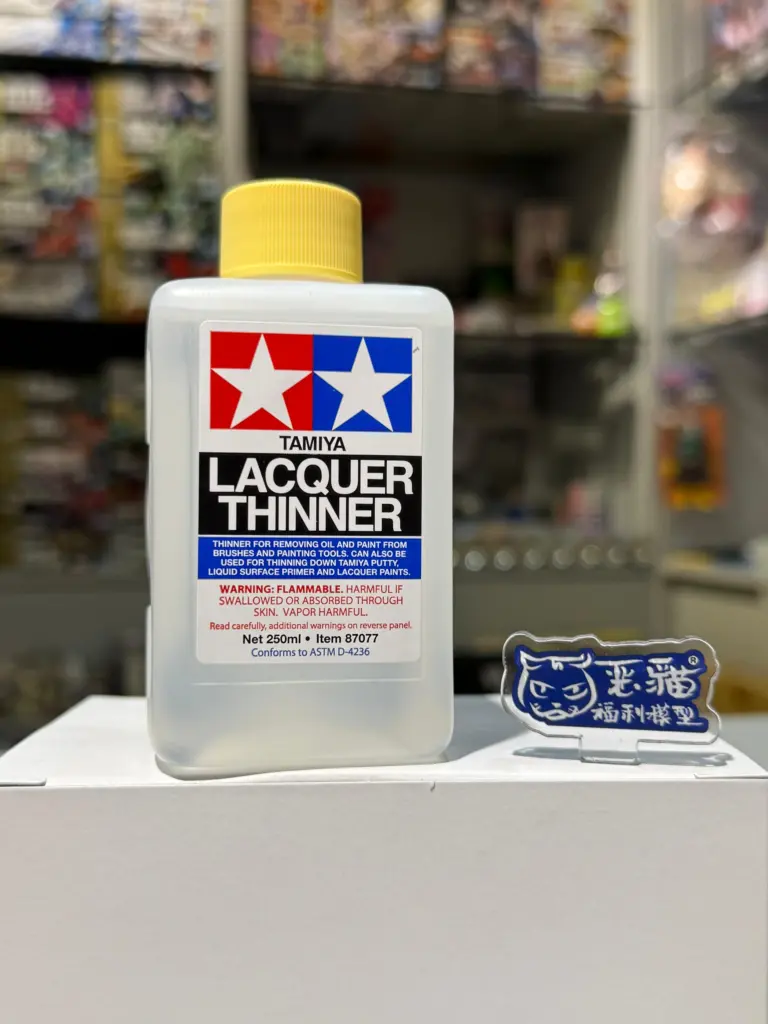 TAMIYA
LACQUER
THINNER
THINNER FOR REMOVING OIL AND PAINT FROM
BRUSHES AND PAINTING TOOLS. CAN ALSO BE
USED FOR THINNING DOWN TAMIYA PUTTY,
LIQUID SURFACE PRIMER AND LACQUER PAINTS.
WARNING: FLAMMABLE. HARMFUL IF
SWALLOWED OR ABSORBED THROUGH
SKIN. VAPOR HARMFUL.
Read carefully, additional warnings on reverse panel.
Net 250ml • Item 87077
Conforms to ASTM D-4236
恶猫®
福利模型